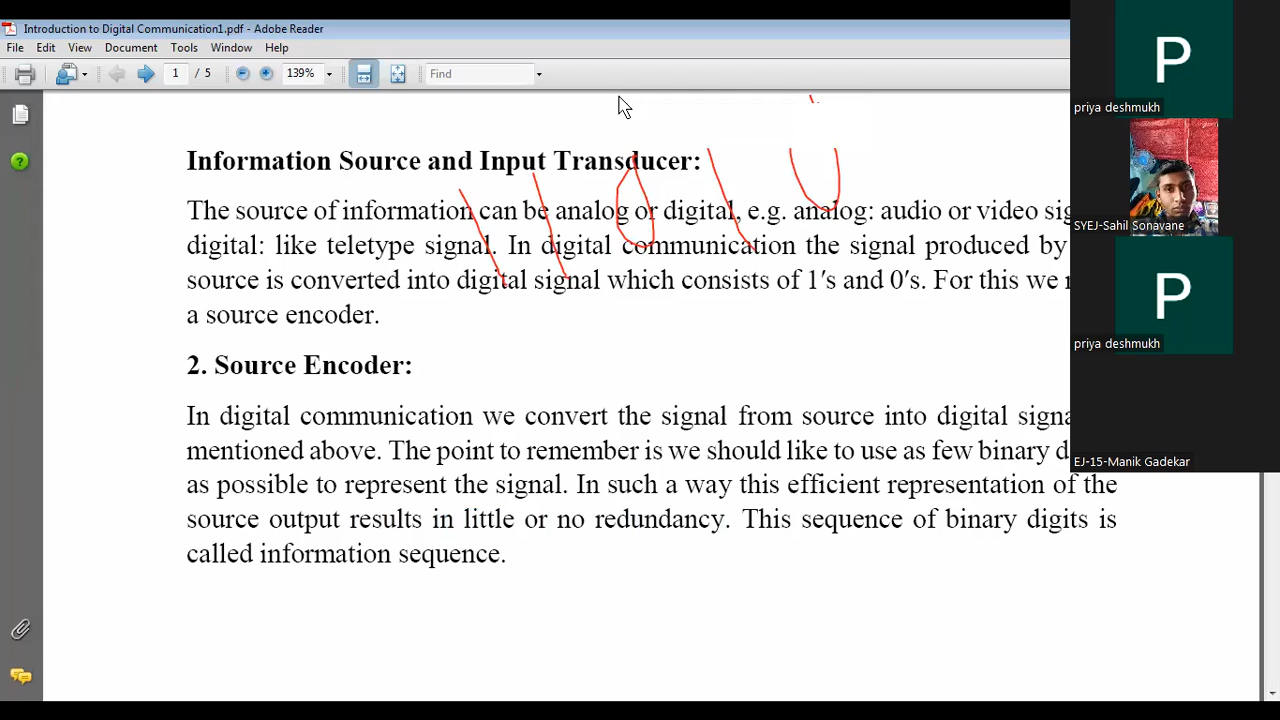 Introduction to Digital Communication1.pdf - Adobe Reader
File Edit View Document Tools Window Help
1 / 5 139% Find
Information Source and Input Transducer:
The source of information can be analog or digital, e.g. analog: audio or video
digital: like teletype signal. In digital communication the signal produced by
source is converted into digital signal which consists of 1′s and 0′s. For this we
a source encoder.
2. Source Encoder:
In digital communication we convert the signal from source into digital
mentioned above. The point to remember is we should like to use as few binary
as possible to represent the signal. In such a way this efficient representation of the
source output results in little or no redundancy. This sequence of binary digits is
called information sequence.
1 1 0 1 0
P
priya deshmukh
SYEJ-Sahil Sonavane
P
priya deshmukh
EJ-15-Manik Gadekar